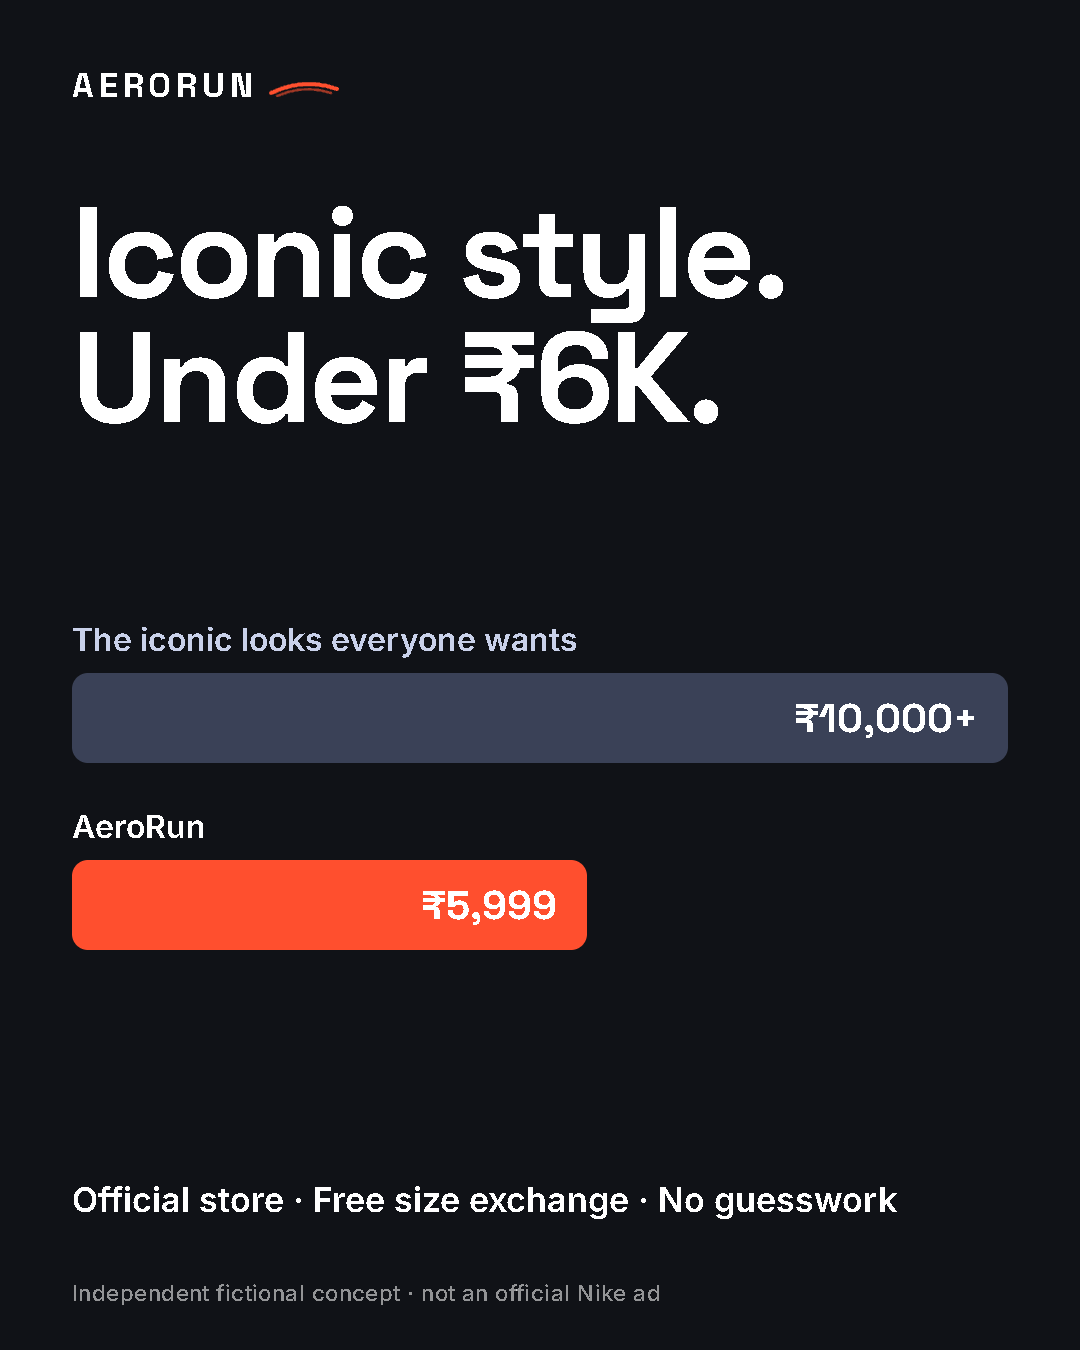 AERORUN
Iconic style.
Under ₹6K.
The iconic looks everyone wants
₹10,000+
AeroRun
₹5,999
Official store · Free size exchange · No guesswork
Independent fictional concept · not an official Nike ad